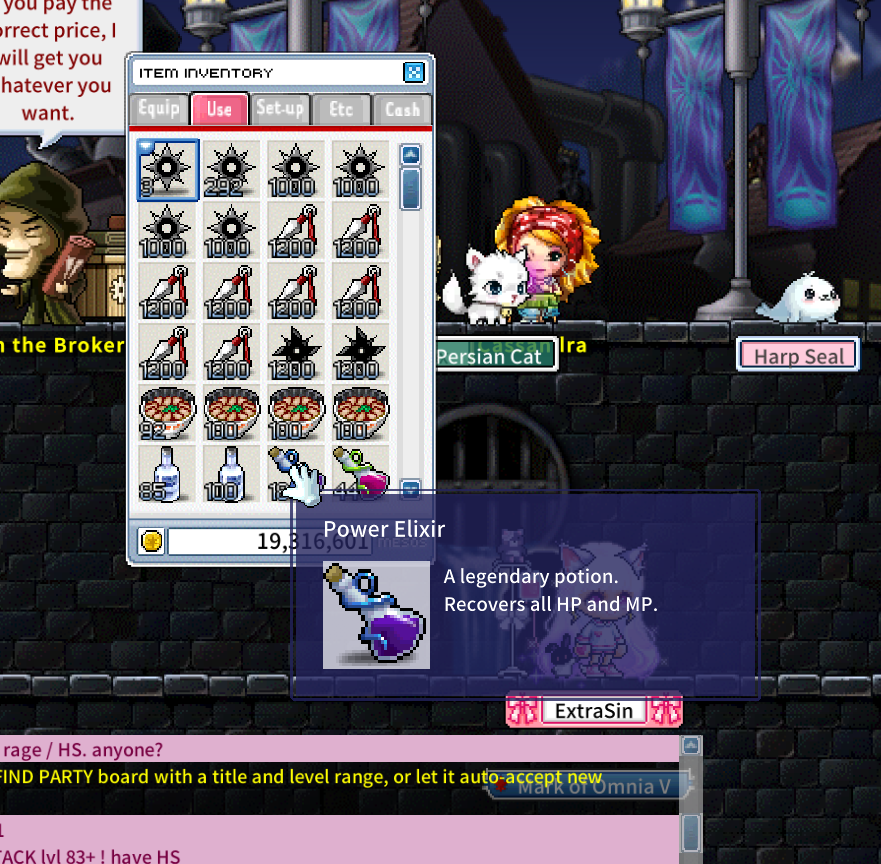 you pay the
orrect price, I
will get you
hatever you
want.
ITEM INVENTORY
Equip Use Set-up Etc Cash
8 292 1000 1000
1000 1000 1200 1200
1200 1200 1200 1200
1200 1200 1200 1200
92 180 180 180
85 100
19,316,601 mesos
n the Broker
Persian Cat
Ira
Harp Seal
Power Elixir
A legendary potion.
Recovers all HP and MP.
ExtraSin
rage / HS. anyone?
FIND PARTY board with a title and level range, or let it auto-accept new
Mark of Omnia V
TACK lvl 83+ ! have HS